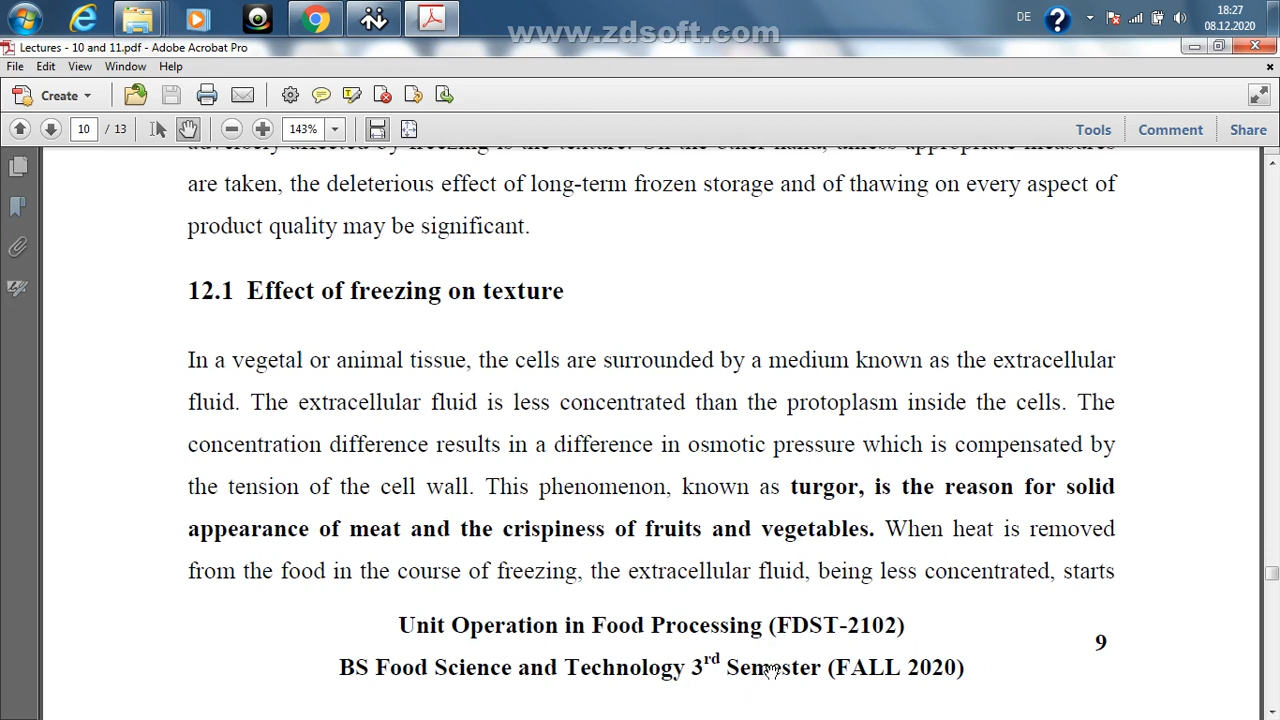 18:27
DE
www.zdsoft.com
08.12.2020
Lectures - 10 and 11.pdf - Adobe Acrobat Pro
File Edit View Window Help
Create
10 / 13 143% Tools Comment Share
adversely affected by freezing is the texture. On the other hand, unless appropriate measures
are taken, the deleterious effect of long-term frozen storage and of thawing on every aspect of
product quality may be significant.
12.1 Effect of freezing on texture
In a vegetal or animal tissue, the cells are surrounded by a medium known as the extracellular
fluid. The extracellular fluid is less concentrated than the protoplasm inside the cells. The
concentration difference results in a difference in osmotic pressure which is compensated by
the tension of the cell wall. This phenomenon, known as turgor, is the reason for solid
appearance of meat and the crispiness of fruits and vegetables. When heat is removed
from the food in the course of freezing, the extracellular fluid, being less concentrated, starts
Unit Operation in Food Processing (FDST-2102)
9
BS Food Science and Technology 3rd Semester (FALL 2020)